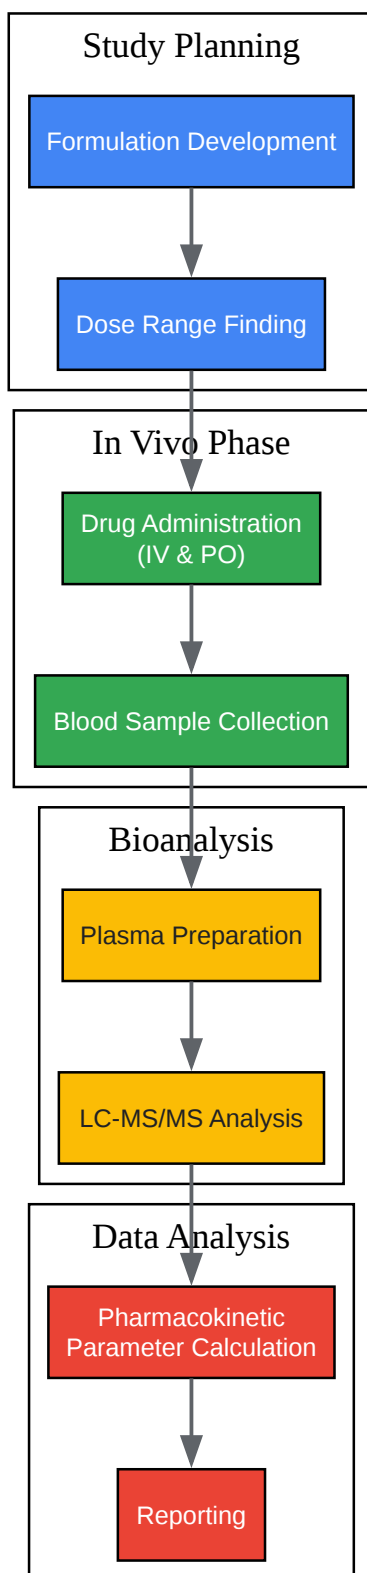 Study Planning
Formulation Development
Dose Range Finding
In Vivo Phase
Drug Administration
(IV & PO)
Blood Sample Collection
Bioanalysis
Plasma Preparation
LC-MS/MS Analysis
Data Analysis
Pharmacokinetic
Parameter Calculation
Reporting